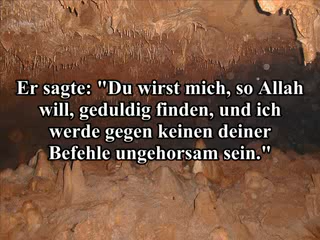 Er sagte: "Du wirst mich, so Allah
will, geduldig finden, und ich
werde gegen keinen deiner
Befehle ungehorsam sein."